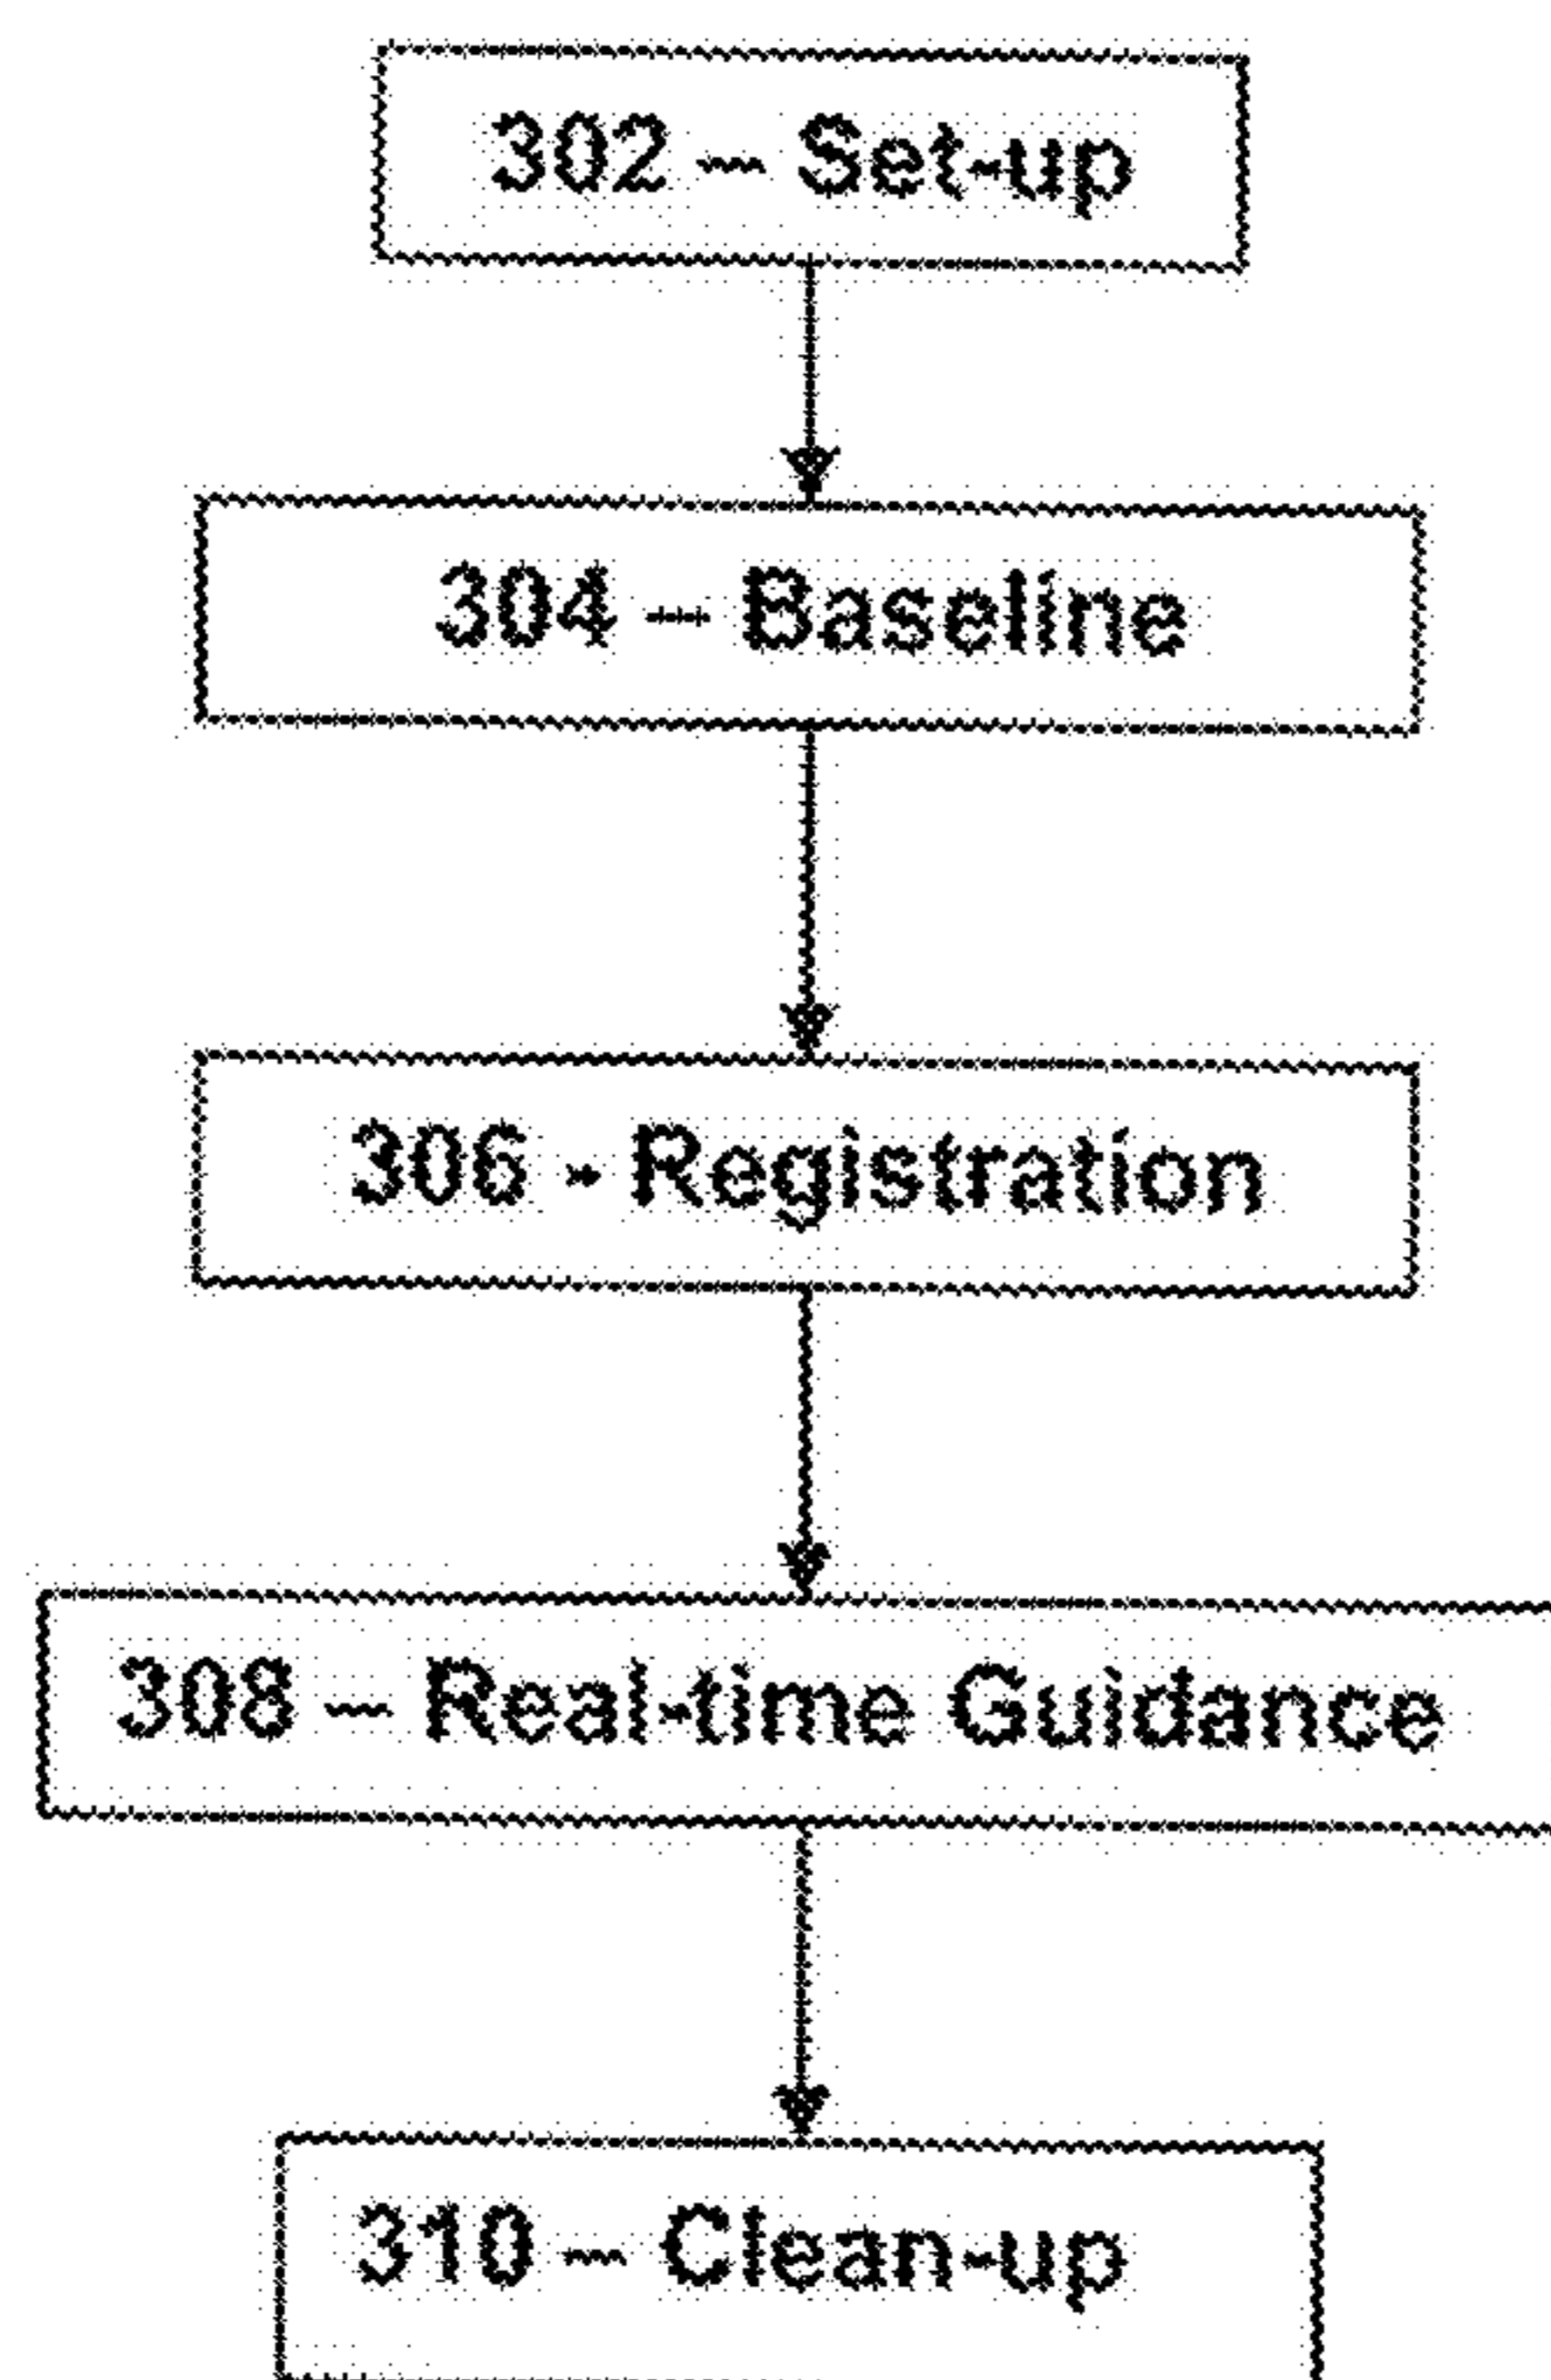 302 – Set-up
304 – Baseline
306 - Registration
308 – Real-time Guidance
310 – Clean-up